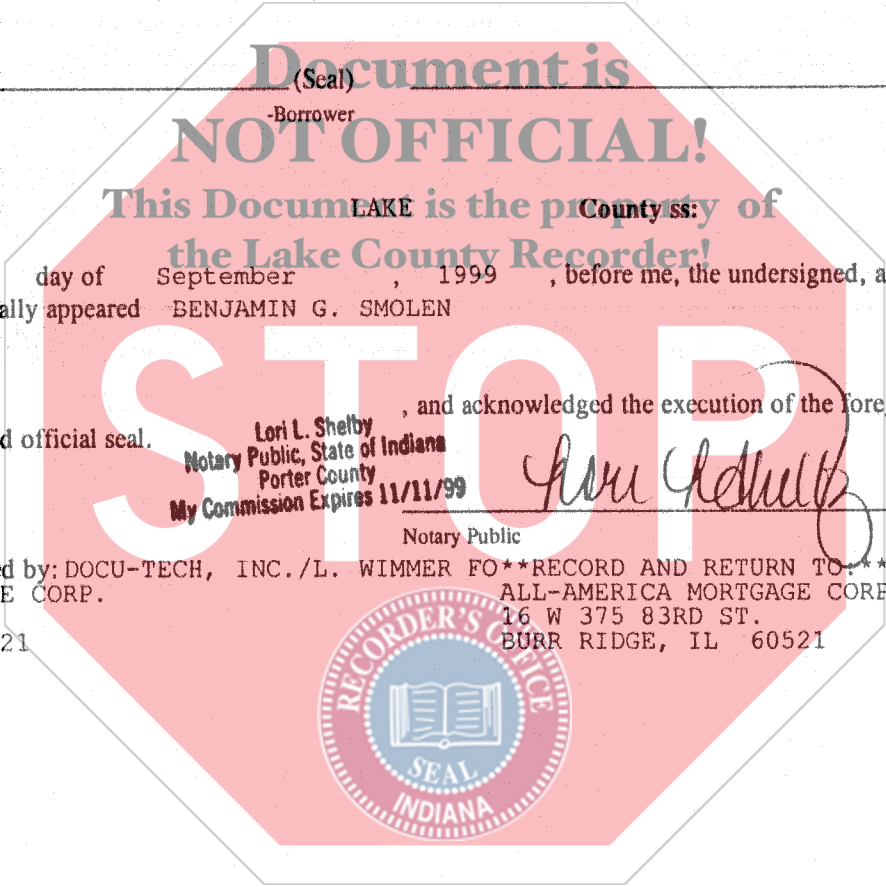 Document is
(Seal)
-Borrower
NOT OFFICIAL!
This Document is the property of
LAKE County ss:
the Lake County Recorder!
day of September , 1999 , before me, the undersigned, a
ally appeared BENJAMIN G. SMOLEN
STOP
, and acknowledged the execution of the fore
d official seal.
Lori L. Shelby
Notary Public, State of Indiana
Porter County
My Commission Expires 11/11/99
Lori L Shelby
Notary Public
d by: DOCU-TECH, INC./L. WIMMER FO**RECORD AND RETURN TO:**
E CORP. ALL-AMERICA MORTGAGE CORP
16 W 375 83RD ST.
21 BURR RIDGE, IL 60521
RECORDER'S OFFICE
SEAL
INDIANA